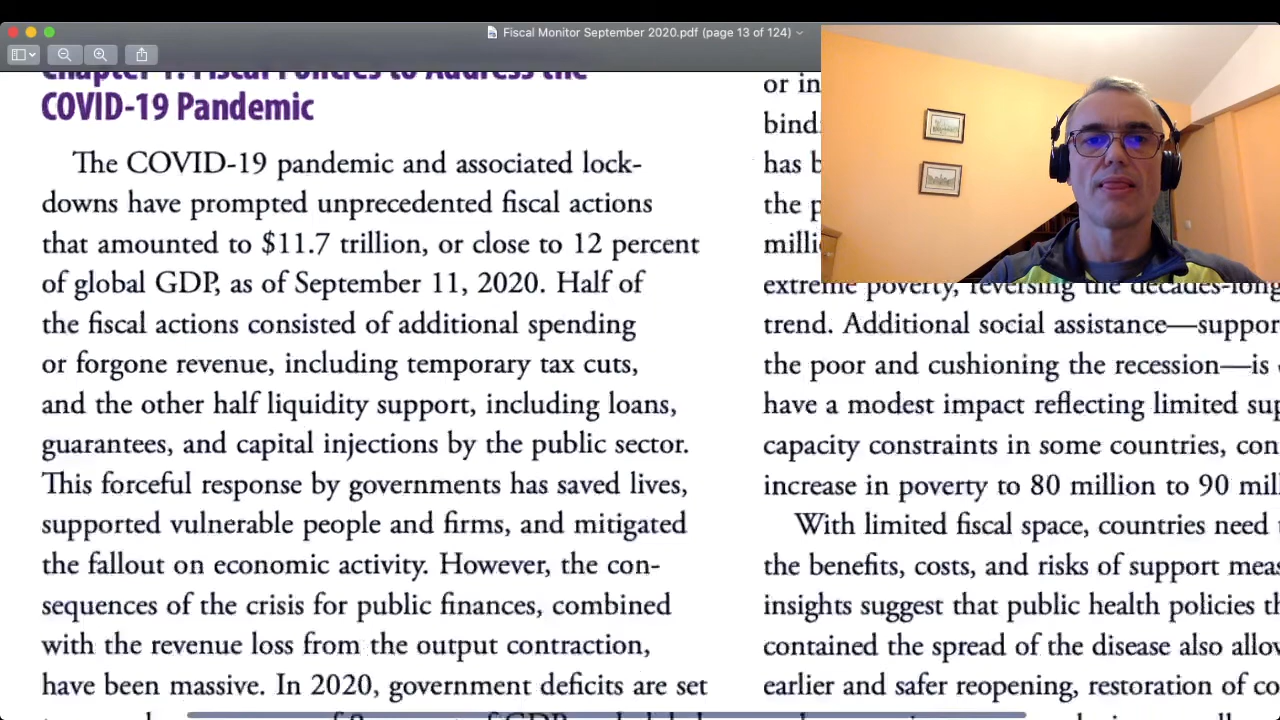 Fiscal Monitor September 2020.pdf (page 13 of 124)
Chapter 1. Fiscal Policies to Address the
COVID-19 Pandemic
The COVID-19 pandemic and associated lock-
downs have prompted unprecedented fiscal actions
that amounted to $11.7 trillion, or close to 12 percent
of global GDP, as of September 11, 2020. Half of
the fiscal actions consisted of additional spending
or forgone revenue, including temporary tax cuts,
and the other half liquidity support, including loans,
guarantees, and capital injections by the public sector.
This forceful response by governments has saved lives,
supported vulnerable people and firms, and mitigated
the fallout on economic activity. However, the con-
sequences of the crisis for public finances, combined
with the revenue loss from the output contraction,
have been massive. In 2020, government deficits are set
or in
bind
has b
the p
milli
extreme poverty, reversing the decades-long
trend. Additional social assistance—suppor
the poor and cushioning the recession—is
have a modest impact reflecting limited sup
capacity constraints in some countries, con
increase in poverty to 80 million to 90 mil
With limited fiscal space, countries need
the benefits, costs, and risks of support meas
insights suggest that public health policies th
contained the spread of the disease also allov
earlier and safer reopening, restoration of co